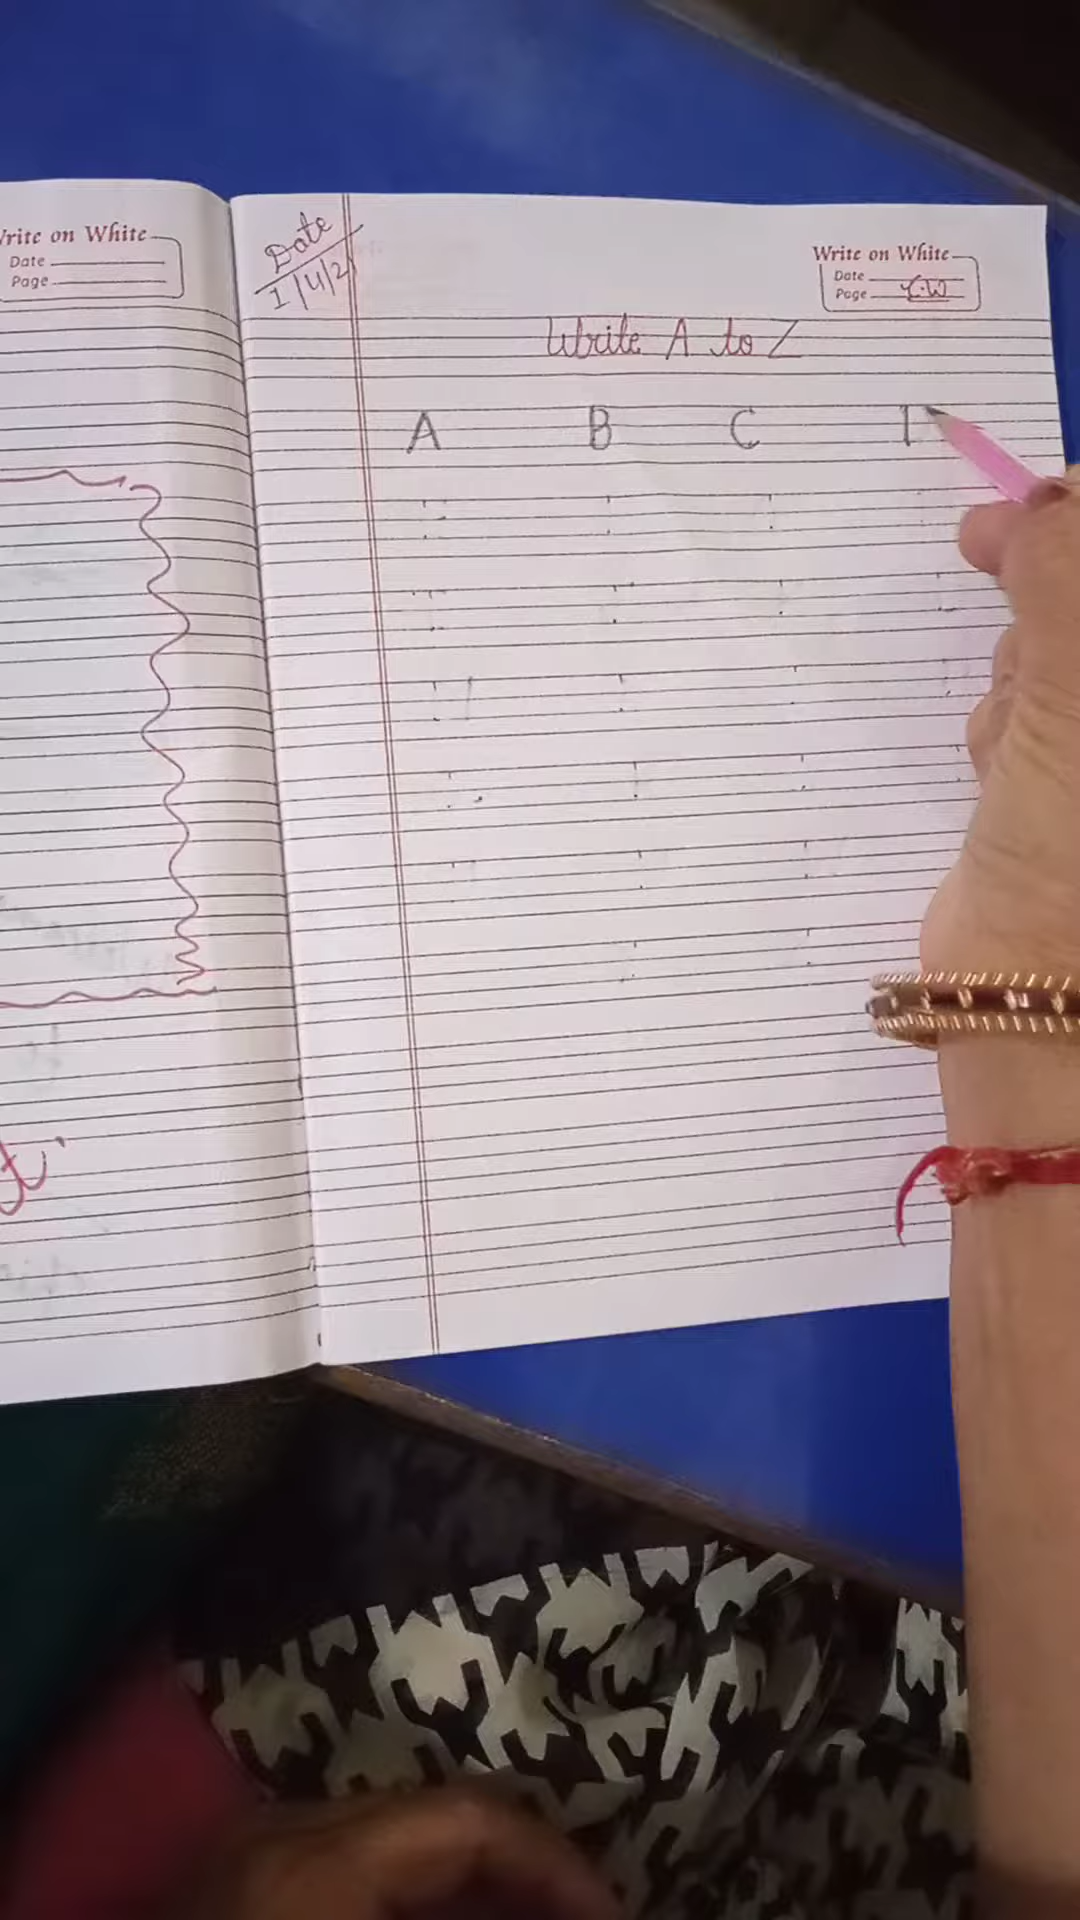 Write on White
Date
Page
Date
1/4/2
Write on White
Date
Page C.W
Write A to Z
A B C